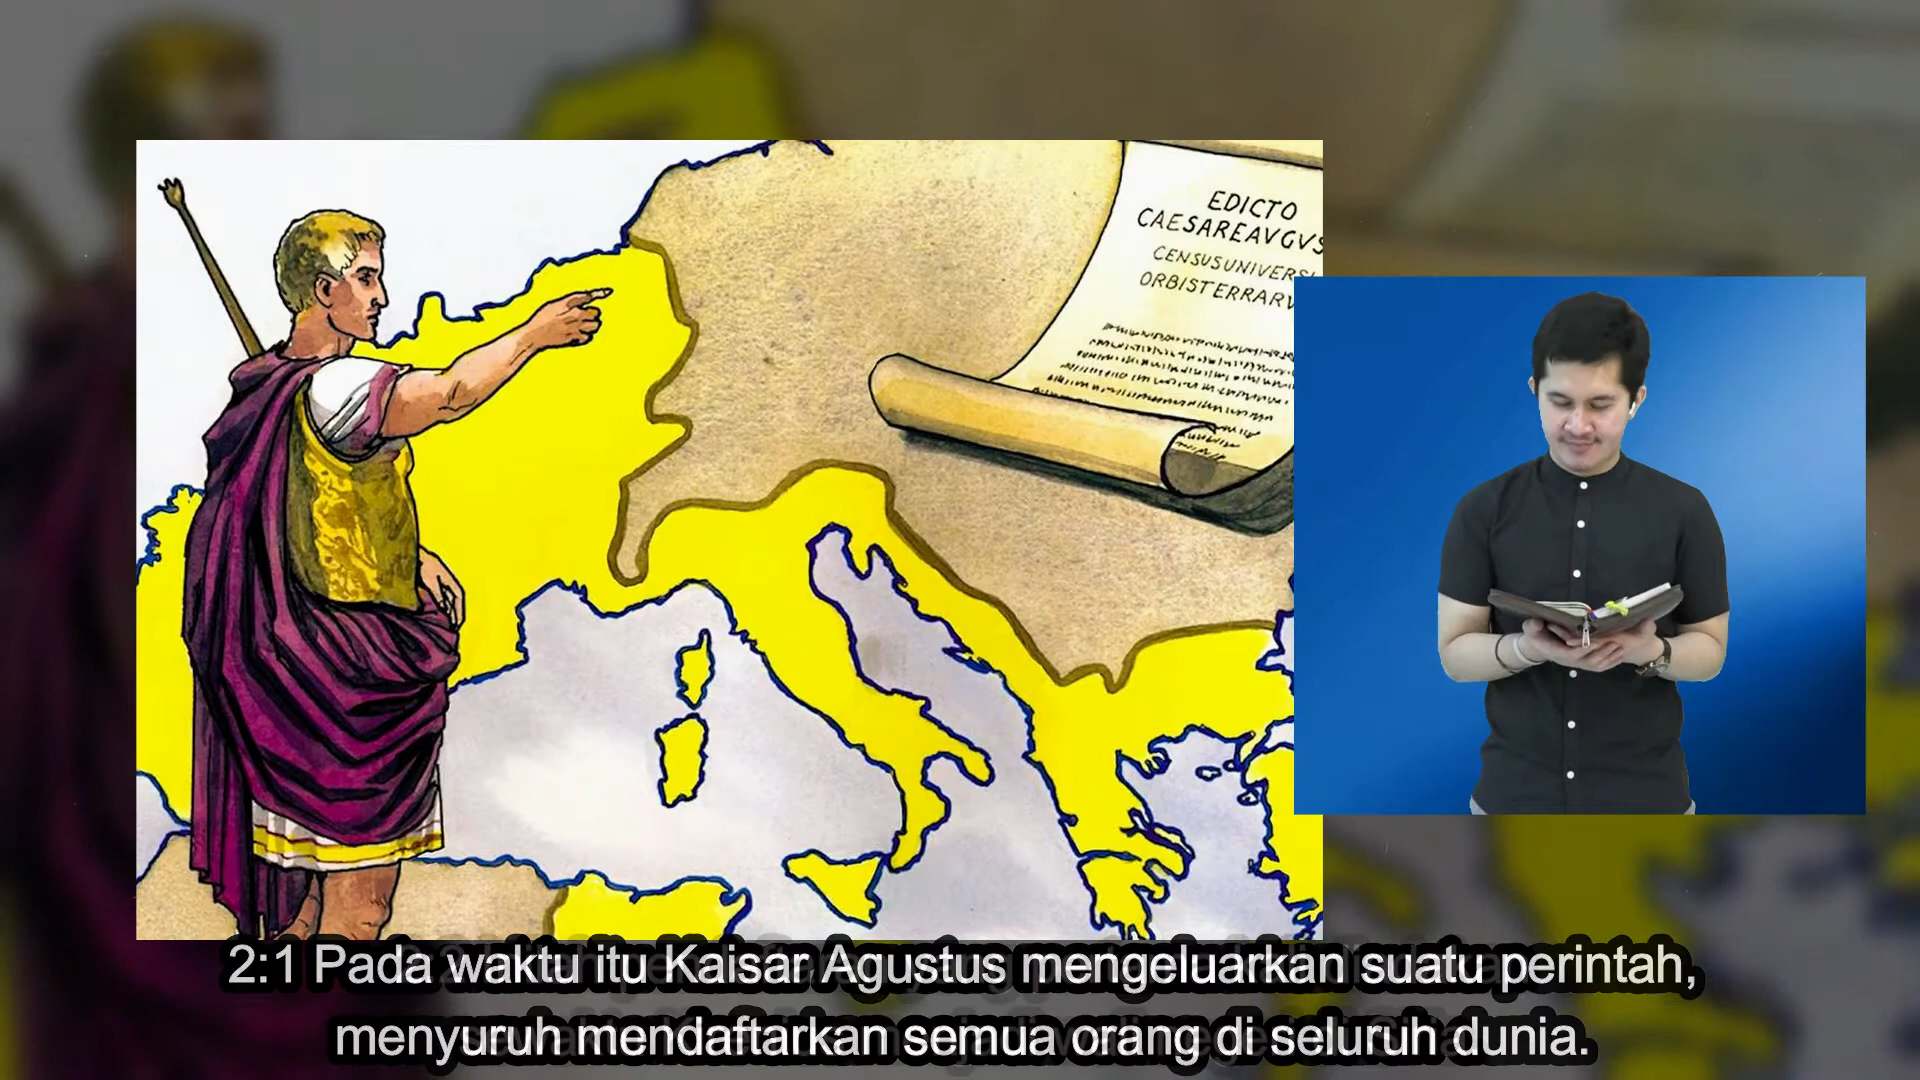 EDICTO
CAESAREAVGVS
CENSUSUNIVERSI
ORBISTERRARV
2:1 Pada waktu itu Kaisar Agustus mengeluarkan suatu perintah,
menyuruh mendaftarkan semua orang di seluruh dunia.